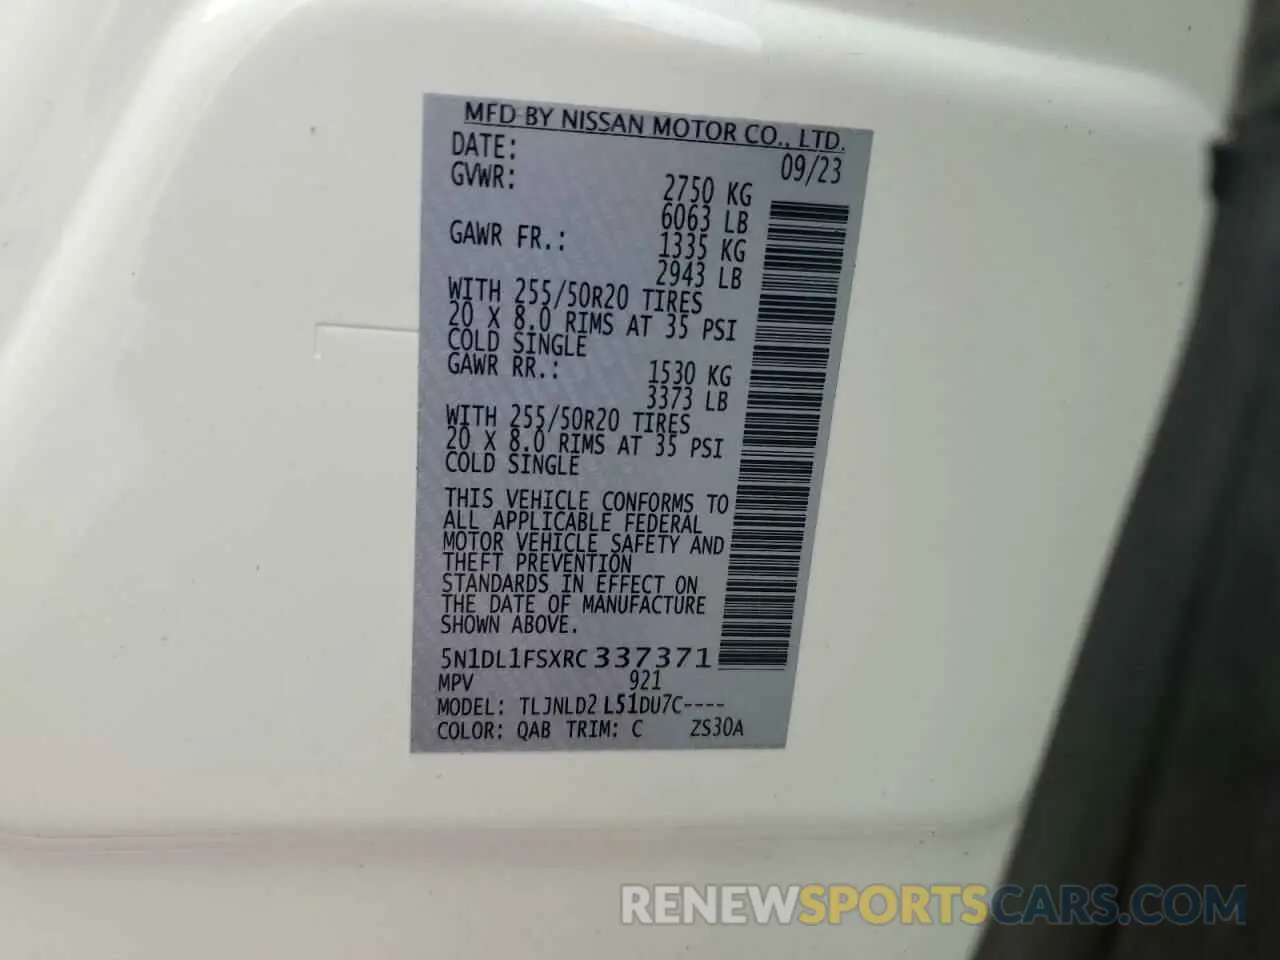 MFD BY NISSAN MOTOR CO., LTD.
DATE: 09/23
GVWR: 2750 KG
6063 LB
GAWR FR.: 1335 KG
2943 LB
WITH 255/50R20 TIRES
20 X 8.0 RIMS AT 35 PSI
COLD SINGLE
GAWR RR.: 1530 KG
3373 LB
WITH 255/50R20 TIRES
20 X 8.0 RIMS AT 35 PSI
COLD SINGLE
THIS VEHICLE CONFORMS TO
ALL APPLICABLE FEDERAL
MOTOR VEHICLE SAFETY AND
THEFT PREVENTION
STANDARDS IN EFFECT ON
THE DATE OF MANUFACTURE
SHOWN ABOVE.
5N1DL1FSXRC337371
MPV 921
MODEL: TLJNLD2 L51DU7C----
COLOR: QAB TRIM: C ZS30A
RENEWSPORTSCARS.COM